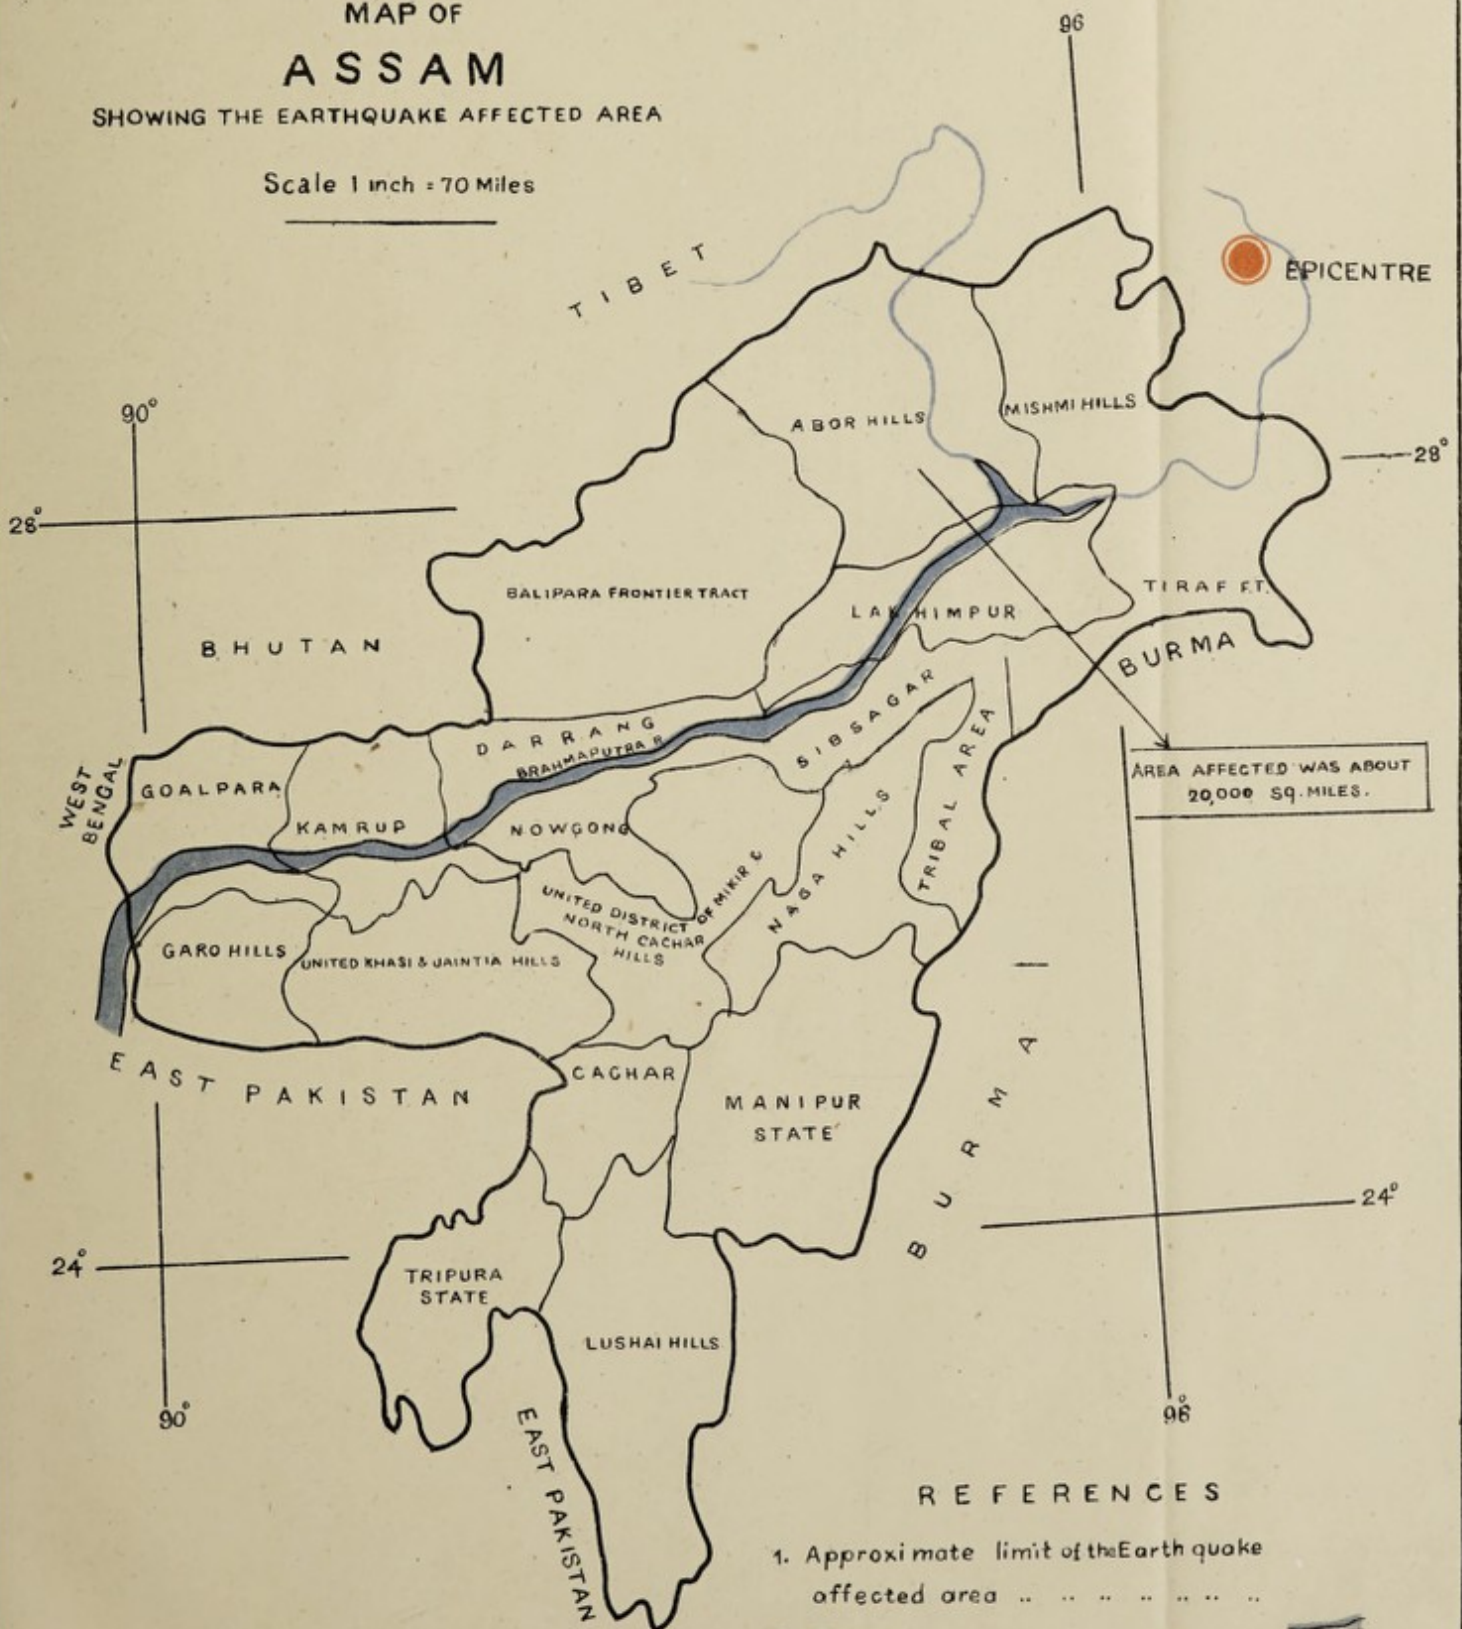 MAP OF
ASSAM
SHOWING THE EARTHQUAKE AFFECTED AREA
Scale 1 inch = 70 Miles
96
TIBET
EPICENTRE
90°
ABOR HILLS
MISHMI HILLS
28°
28°
BALIPARA FRONTIER TRACT
TIRAF F.T.
LAKHIMPUR
BHUTAN
BURMA
SIBSAGAR
DARRANG
BRAHMAPUTRA R
TRIBAL AREA
AREA AFFECTED WAS ABOUT
20,000 SQ. MILES.
WEST
BENGAL
GOALPARA
KAMRUP
NOWGONG
NAGA HILLS
UNITED DISTRICT OF MIKIR &
NORTH CACHAR
HILLS
GARO HILLS
UNITED KHASI & JAINTIA HILLS
EAST PAKISTAN
CACHAR
MANIPUR
STATE
BURMA
24°
24°
TRIPURA
STATE
LUSHAI HILLS
90°
96°
EAST PAKISTAN
REFERENCES
1. Approximate limit of the Earthquake
affected area .. .. .. .. .. .. ..